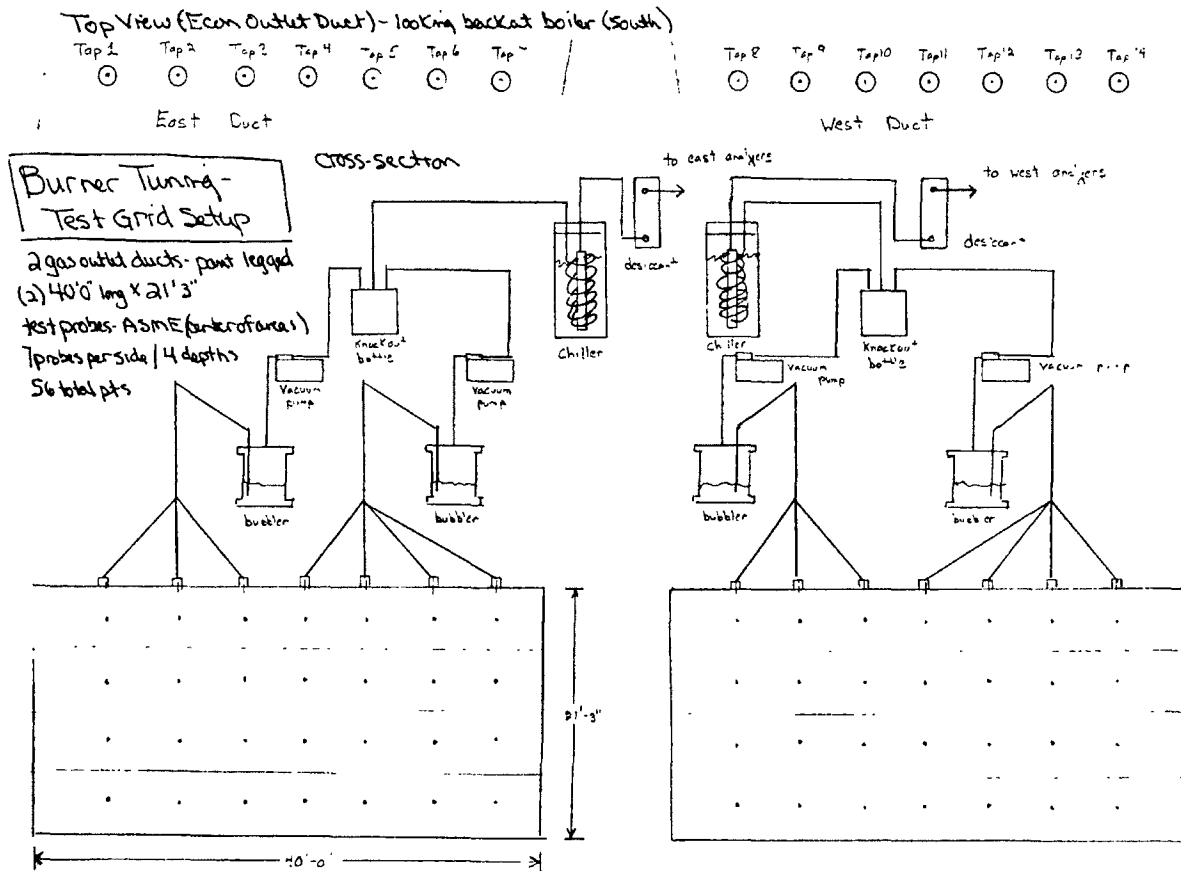 Top View (Econ Outlet Duct) - looking back at boiler (south)
Tap 1 Tap 2 Tap 3 Tap 4 Tap 5 Tap 6 Tap 7 Tap 8 Tap 9 Tap 10 Tap 11 Tap 12 Tap 13 Tap 14
East Duct
West Duct
cross-section
Burner Tuning-
Test Grid Setup
2 gas outlet ducts - pant legged
(2) 40'0" long x 21'3"
test probes - ASME (center of areas)
7 probes per side / 4 depths
56 total pts
to east anlyzers
to west anlyzers
desiccant
desiccant
chiller
chiller
knockout
bottle
knockout
bottle
vacuum
pump
vacuum
pump
vacuum
pump
vacuum pump
bubbler
bubbler
bubbler
bubbler
21'-3"
40'-0"